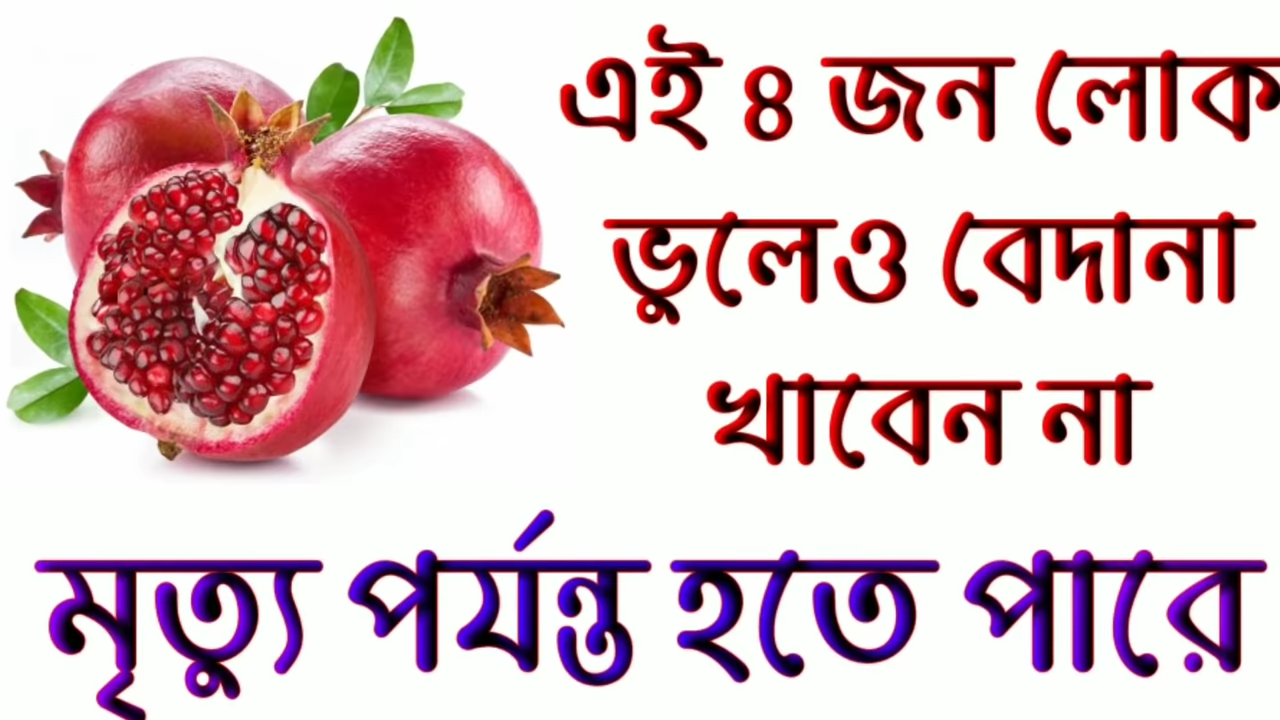 এই ৪ জন লোক
ভুলেও বেদানা
খাবেন না
মৃত্যু পর্যন্ত হতে পারে